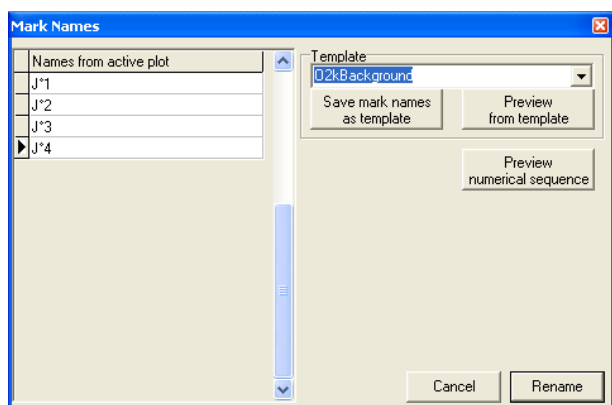 Mark Names
Names from active plot
J°1
J°2
J°3
J°4
Template
O2kBackground
Save mark names
as template
Preview
from template
Preview
numerical sequence
Cancel
Rename